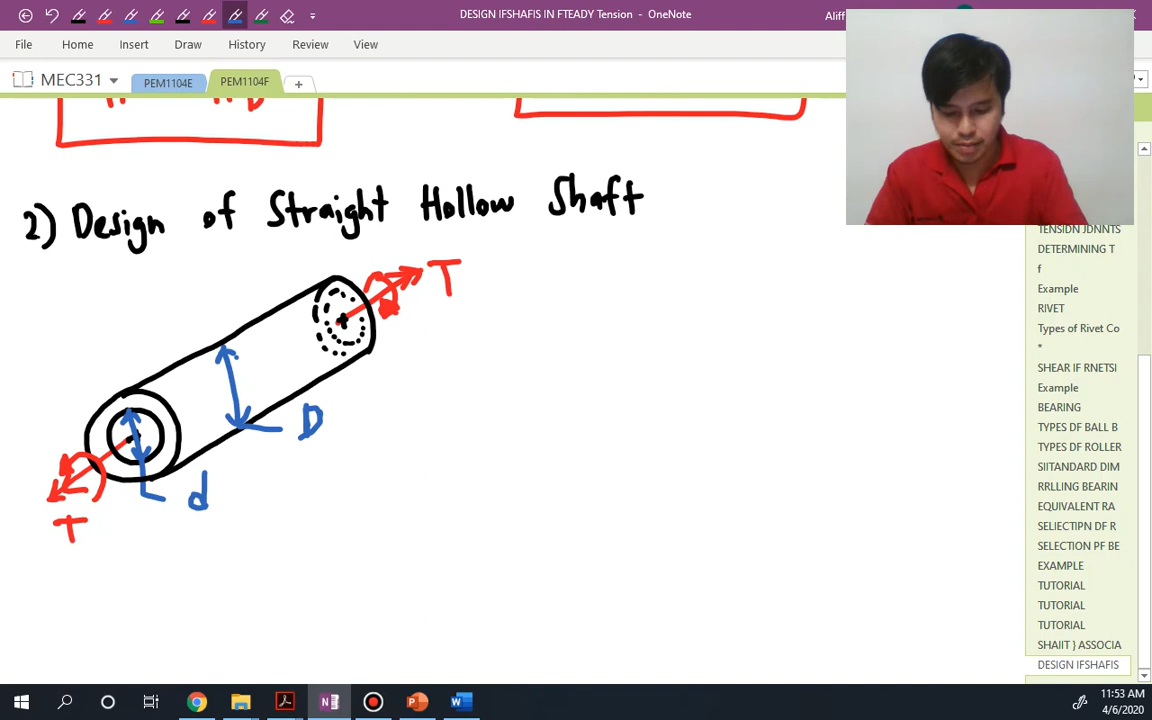 DESIGN IFSHAFIS IN FTEADY Tension - OneNote
Aliff
File Home Insert Draw History Review View
MEC331
PEM1104E
PEM1104F
2) Design of Straight Hollow Shaft
T
D
d
T
TENSIDN JDNNTS
DETERMINING T
f
Example
RIVET
Types of Rivet Co
*
SHEAR IF RNETSI
Example
BEARING
TYPES DF BALL B
TYPES DF ROLLER
SIITANDARD DIM
RRLLING BEARIN
EQUIVALENT RA
SELIECTIPN DF R
SELECTION PF BE
EXAMPLE
TUTORIAL
TUTORIAL
TUTORIAL
SHAIIT } ASSOCIA
DESIGN IFSHAFIS
11:53 AM
4/6/2020